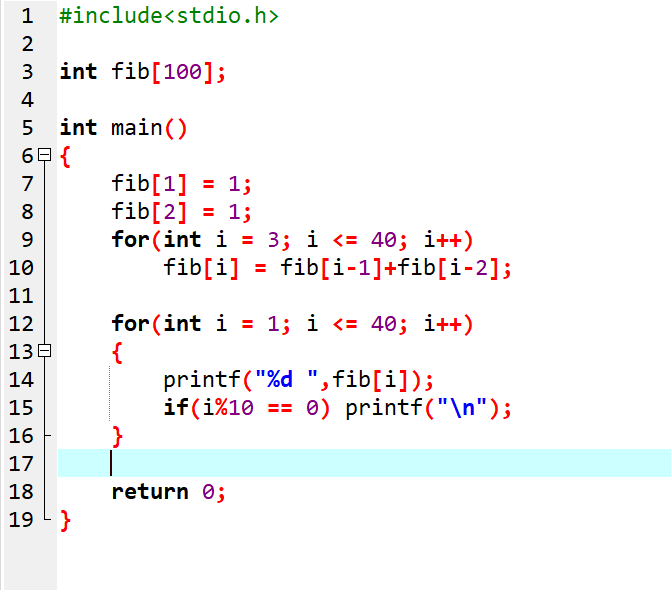 1 #include<stdio.h>
2
3 int fib[100];
4
5 int main()
6 {
7     fib[1] = 1;
8     fib[2] = 1;
9     for(int i = 3; i <= 40; i++)
10         fib[i] = fib[i-1]+fib[i-2];
11
12     for(int i = 1; i <= 40; i++)
13     {
14         printf("%d ",fib[i]);
15         if(i%10 == 0) printf("\n");
16     }
17
18     return 0;
19 }